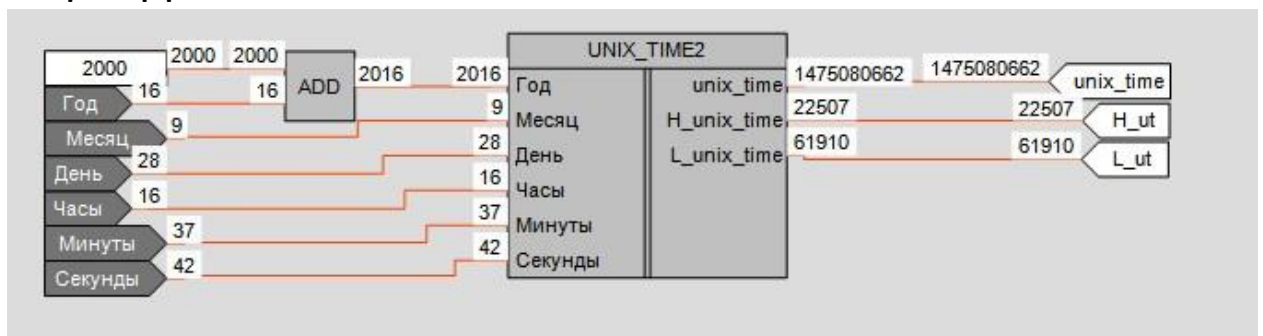 UNIX_TIME2
2000 2000 2000 2016 2016 Год unix_time 1475080662 1475080662 unix_time
Год 16 16 ADD
Месяц 9 9 Месяц H_unix_time 22507 22507 H_ut
День 28 28 День L_unix_time 61910 61910 L_ut
Часы 16 16 Часы
Минуты 37 37 Минуты
Секунды 42 42 Секунды